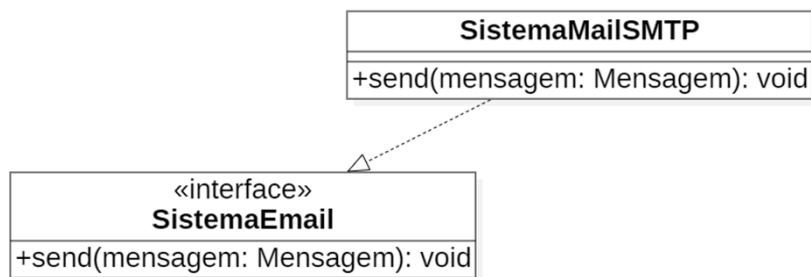 SistemaMailSMTP
+send(mensagem: Mensagem): void
«interface»
SistemaEmail
+send(mensagem: Mensagem): void